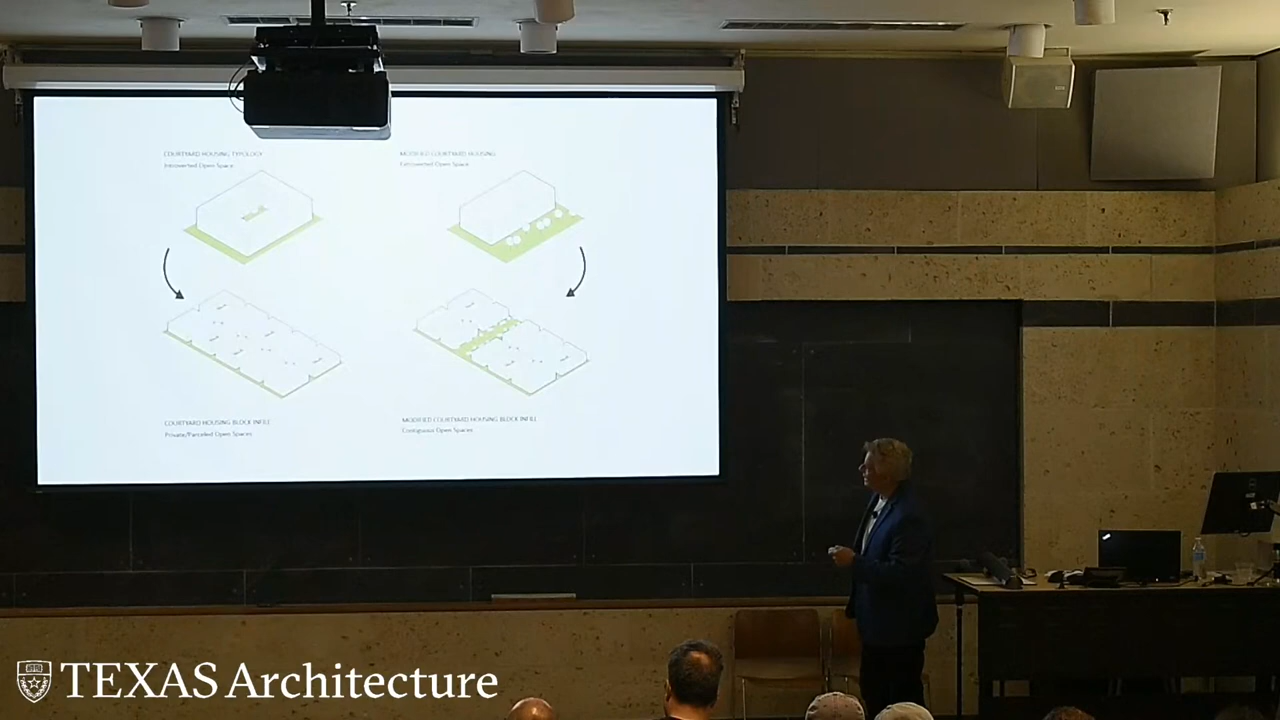 COURTYARD HOUSING TYPOLOGY
Introverted Open Space
MODIFIED COURTYARD HOUSING
Extroverted Open Space
COURTYARD HOUSING BLOCK INFILL
Private/Parceled Open Spaces
MODIFIED COURTYARD HOUSING BLOCK INFILL
Contiguous Open Spaces
TEXAS Architecture